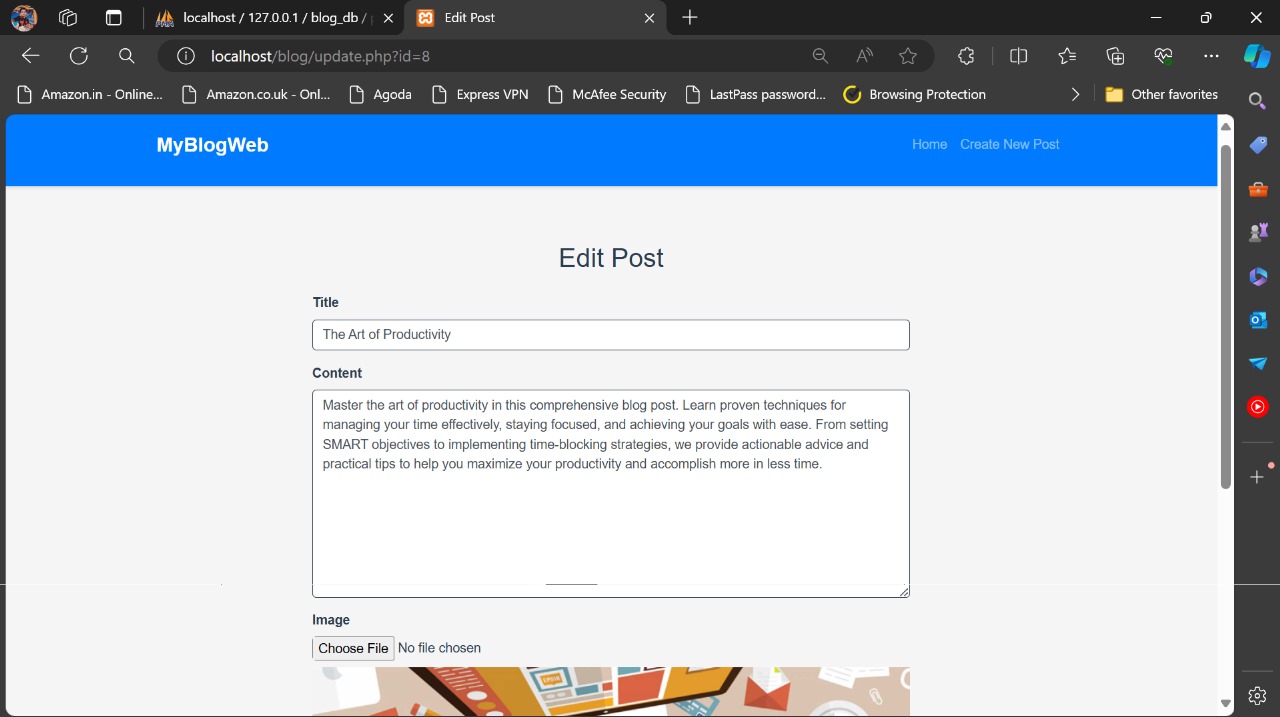 localhost / 127.0.0.1 / blog_db /
Edit Post
localhost/blog/update.php?id=8
Amazon.in - Online...
Amazon.co.uk - Onl...
Agoda
Express VPN
McAfee Security
LastPass password...
Browsing Protection
Other favorites
MyBlogWeb
Home
Create New Post
Edit Post
Title
The Art of Productivity
Content
Master the art of productivity in this comprehensive blog post. Learn proven techniques for
managing your time effectively, staying focused, and achieving your goals with ease. From setting
SMART objectives to implementing time-blocking strategies, we provide actionable advice and
practical tips to help you maximize your productivity and accomplish more in less time.
Image
Choose File No file chosen